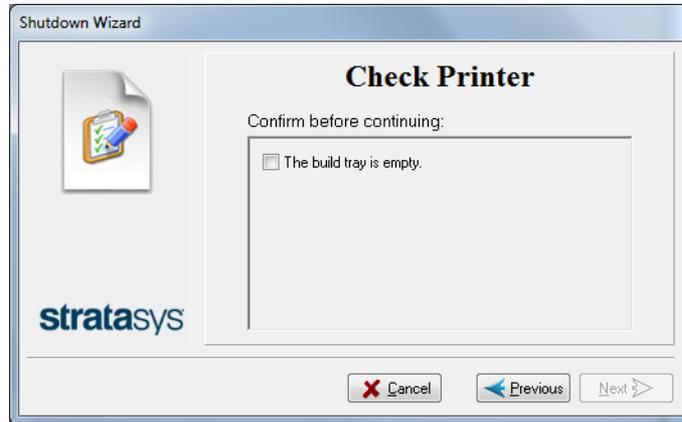 Shutdown Wizard
Check Printer
Confirm before continuing:
The build tray is empty.
stratasys
Cancel
Previous
Next